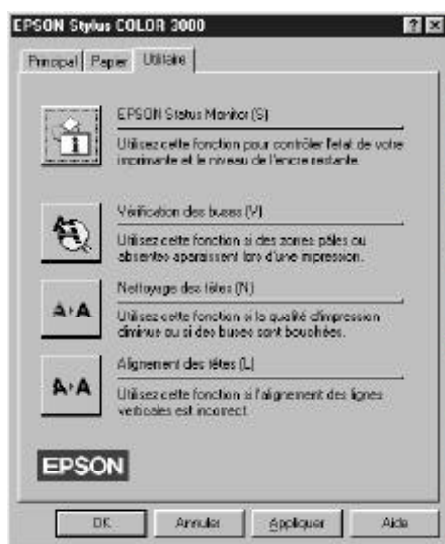 EPSON Stylus COLOR 3000
Principal Papier Utilitaire
EPSON Status Monitor (S)
Utilisez cette fonction pour contrôler l'etat de votre
imprimante et le niveau de l'encre restante.
Vérification des buses (V)
Utilisez cette fonction si des zones pâles ou
absentes aparaissent lors d'une impression.
Nettoyage des têtes (N)
Utilisez cette fonction si la qualité d'impression
diminue ou si des buses sont bouchées.
Alignement des têtes (L)
Utilisez cette fonction si l'alignement des lignes
verticales est incorrect.
EPSON
OK Annuler Appliquer Aide